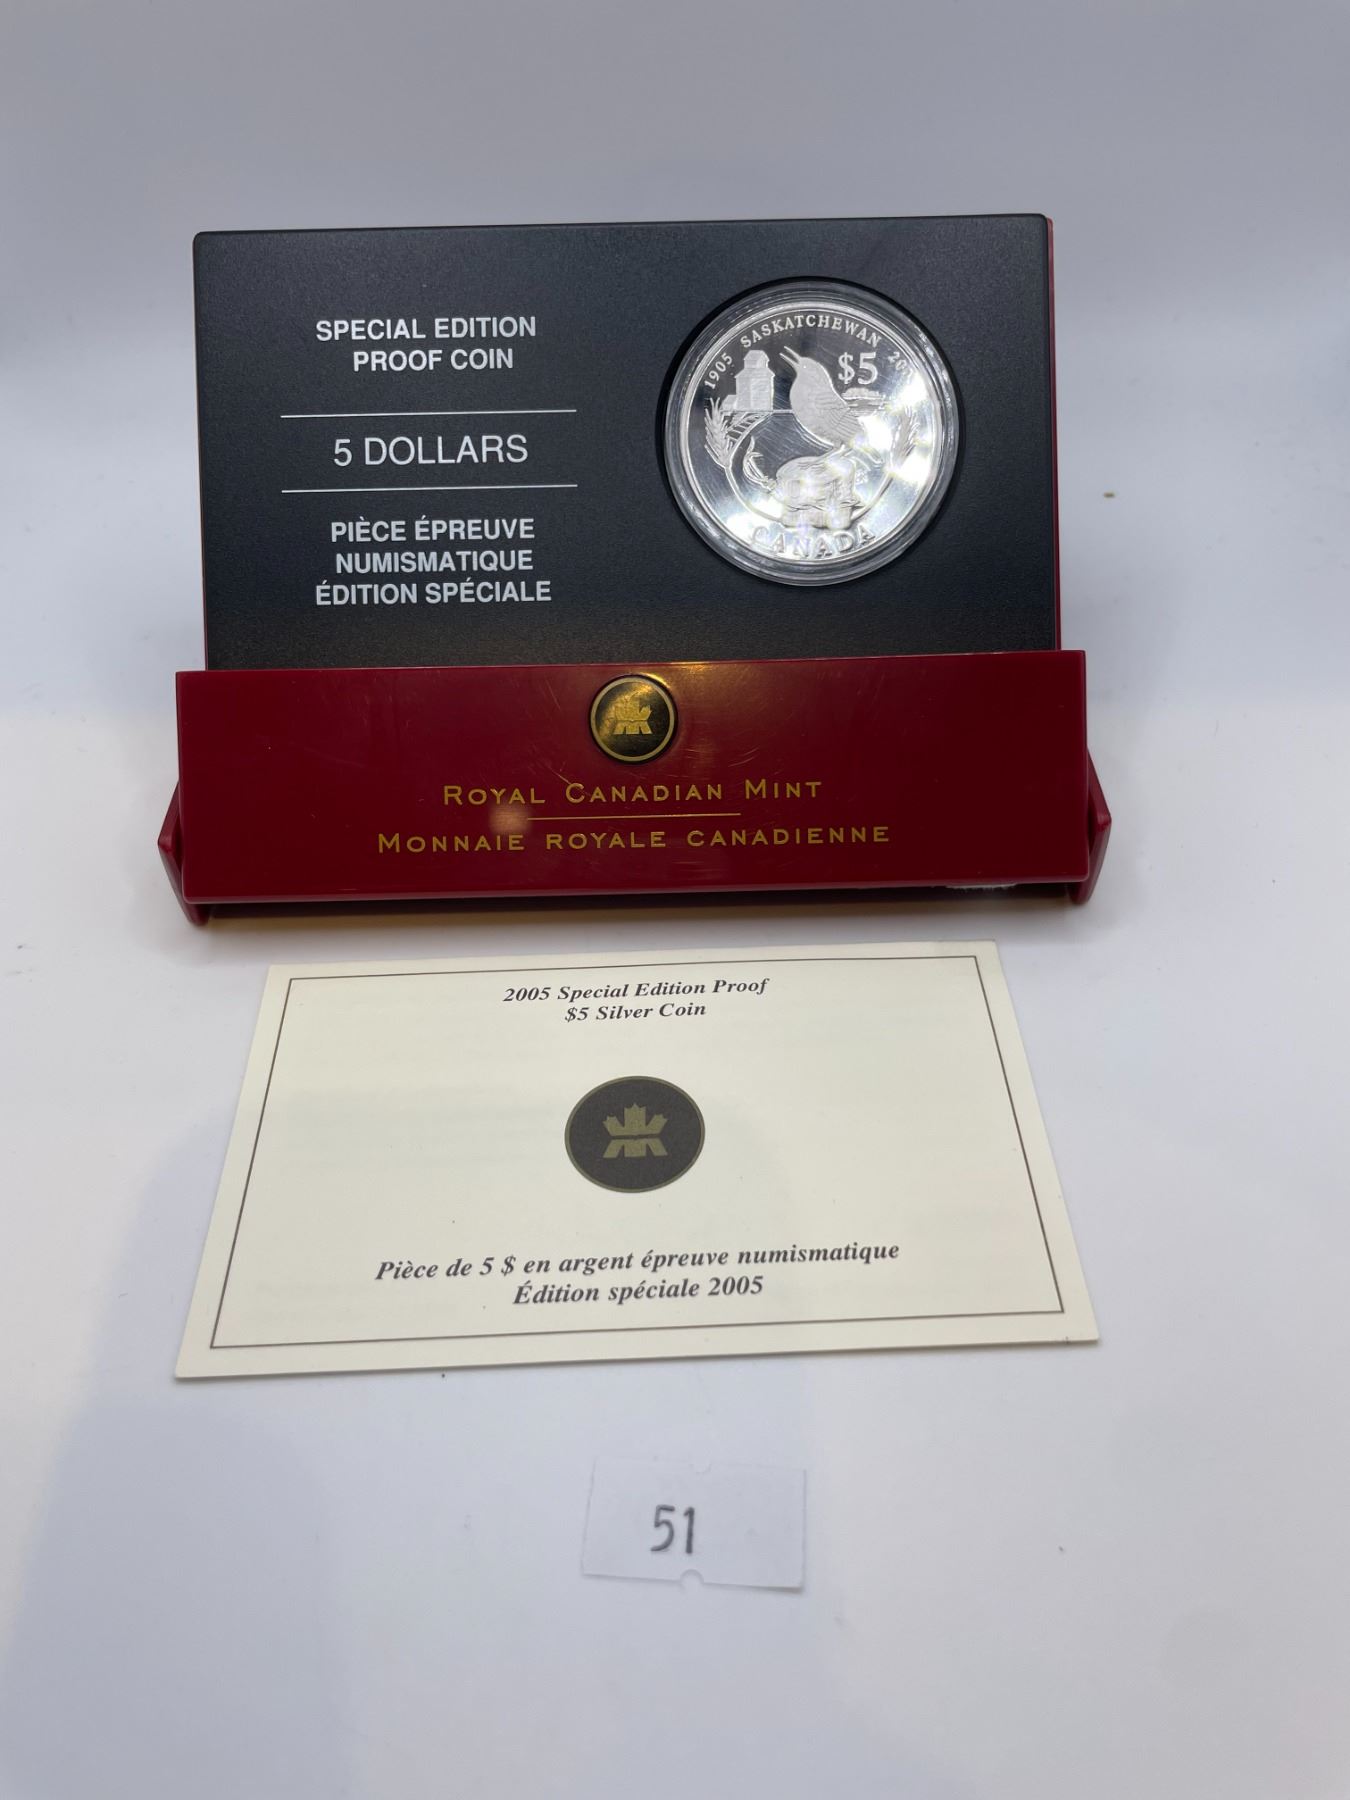 SPECIAL EDITION
PROOF COIN
5 DOLLARS
PIÈCE ÉPREUVE
NUMISMATIQUE
ÉDITION SPÉCIALE
1905 SASKATCHEWAN
$5
CANADA
ROYAL CANADIAN MINT
MONNAIE ROYALE CANADIENNE
2005 Special Edition Proof
$5 Silver Coin
Pièce de 5 $ en argent épreuve numismatique
Édition spéciale 2005
51